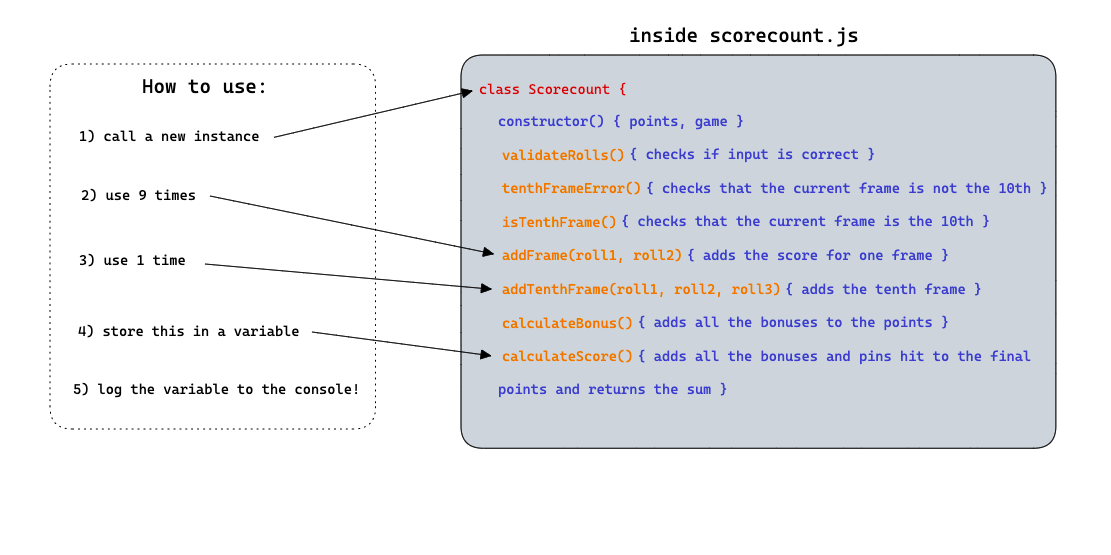 inside scorecount.js
How to use:
1) call a new instance
2) use 9 times
3) use 1 time
4) store this in a variable
5) log the variable to the console!
class Scorecount {
constructor() { points, game }
validateRolls() { checks if input is correct }
tenthFrameError() { checks that the current frame is not the 10th }
isTenthFrame() { checks that the current frame is the 10th }
addFrame(roll1, roll2) { adds the score for one frame }
addTenthFrame(roll1, roll2, roll3) { adds the tenth frame }
calculateBonus() { adds all the bonuses to the points }
calculateScore() { adds all the bonuses and pins hit to the final
points and returns the sum }